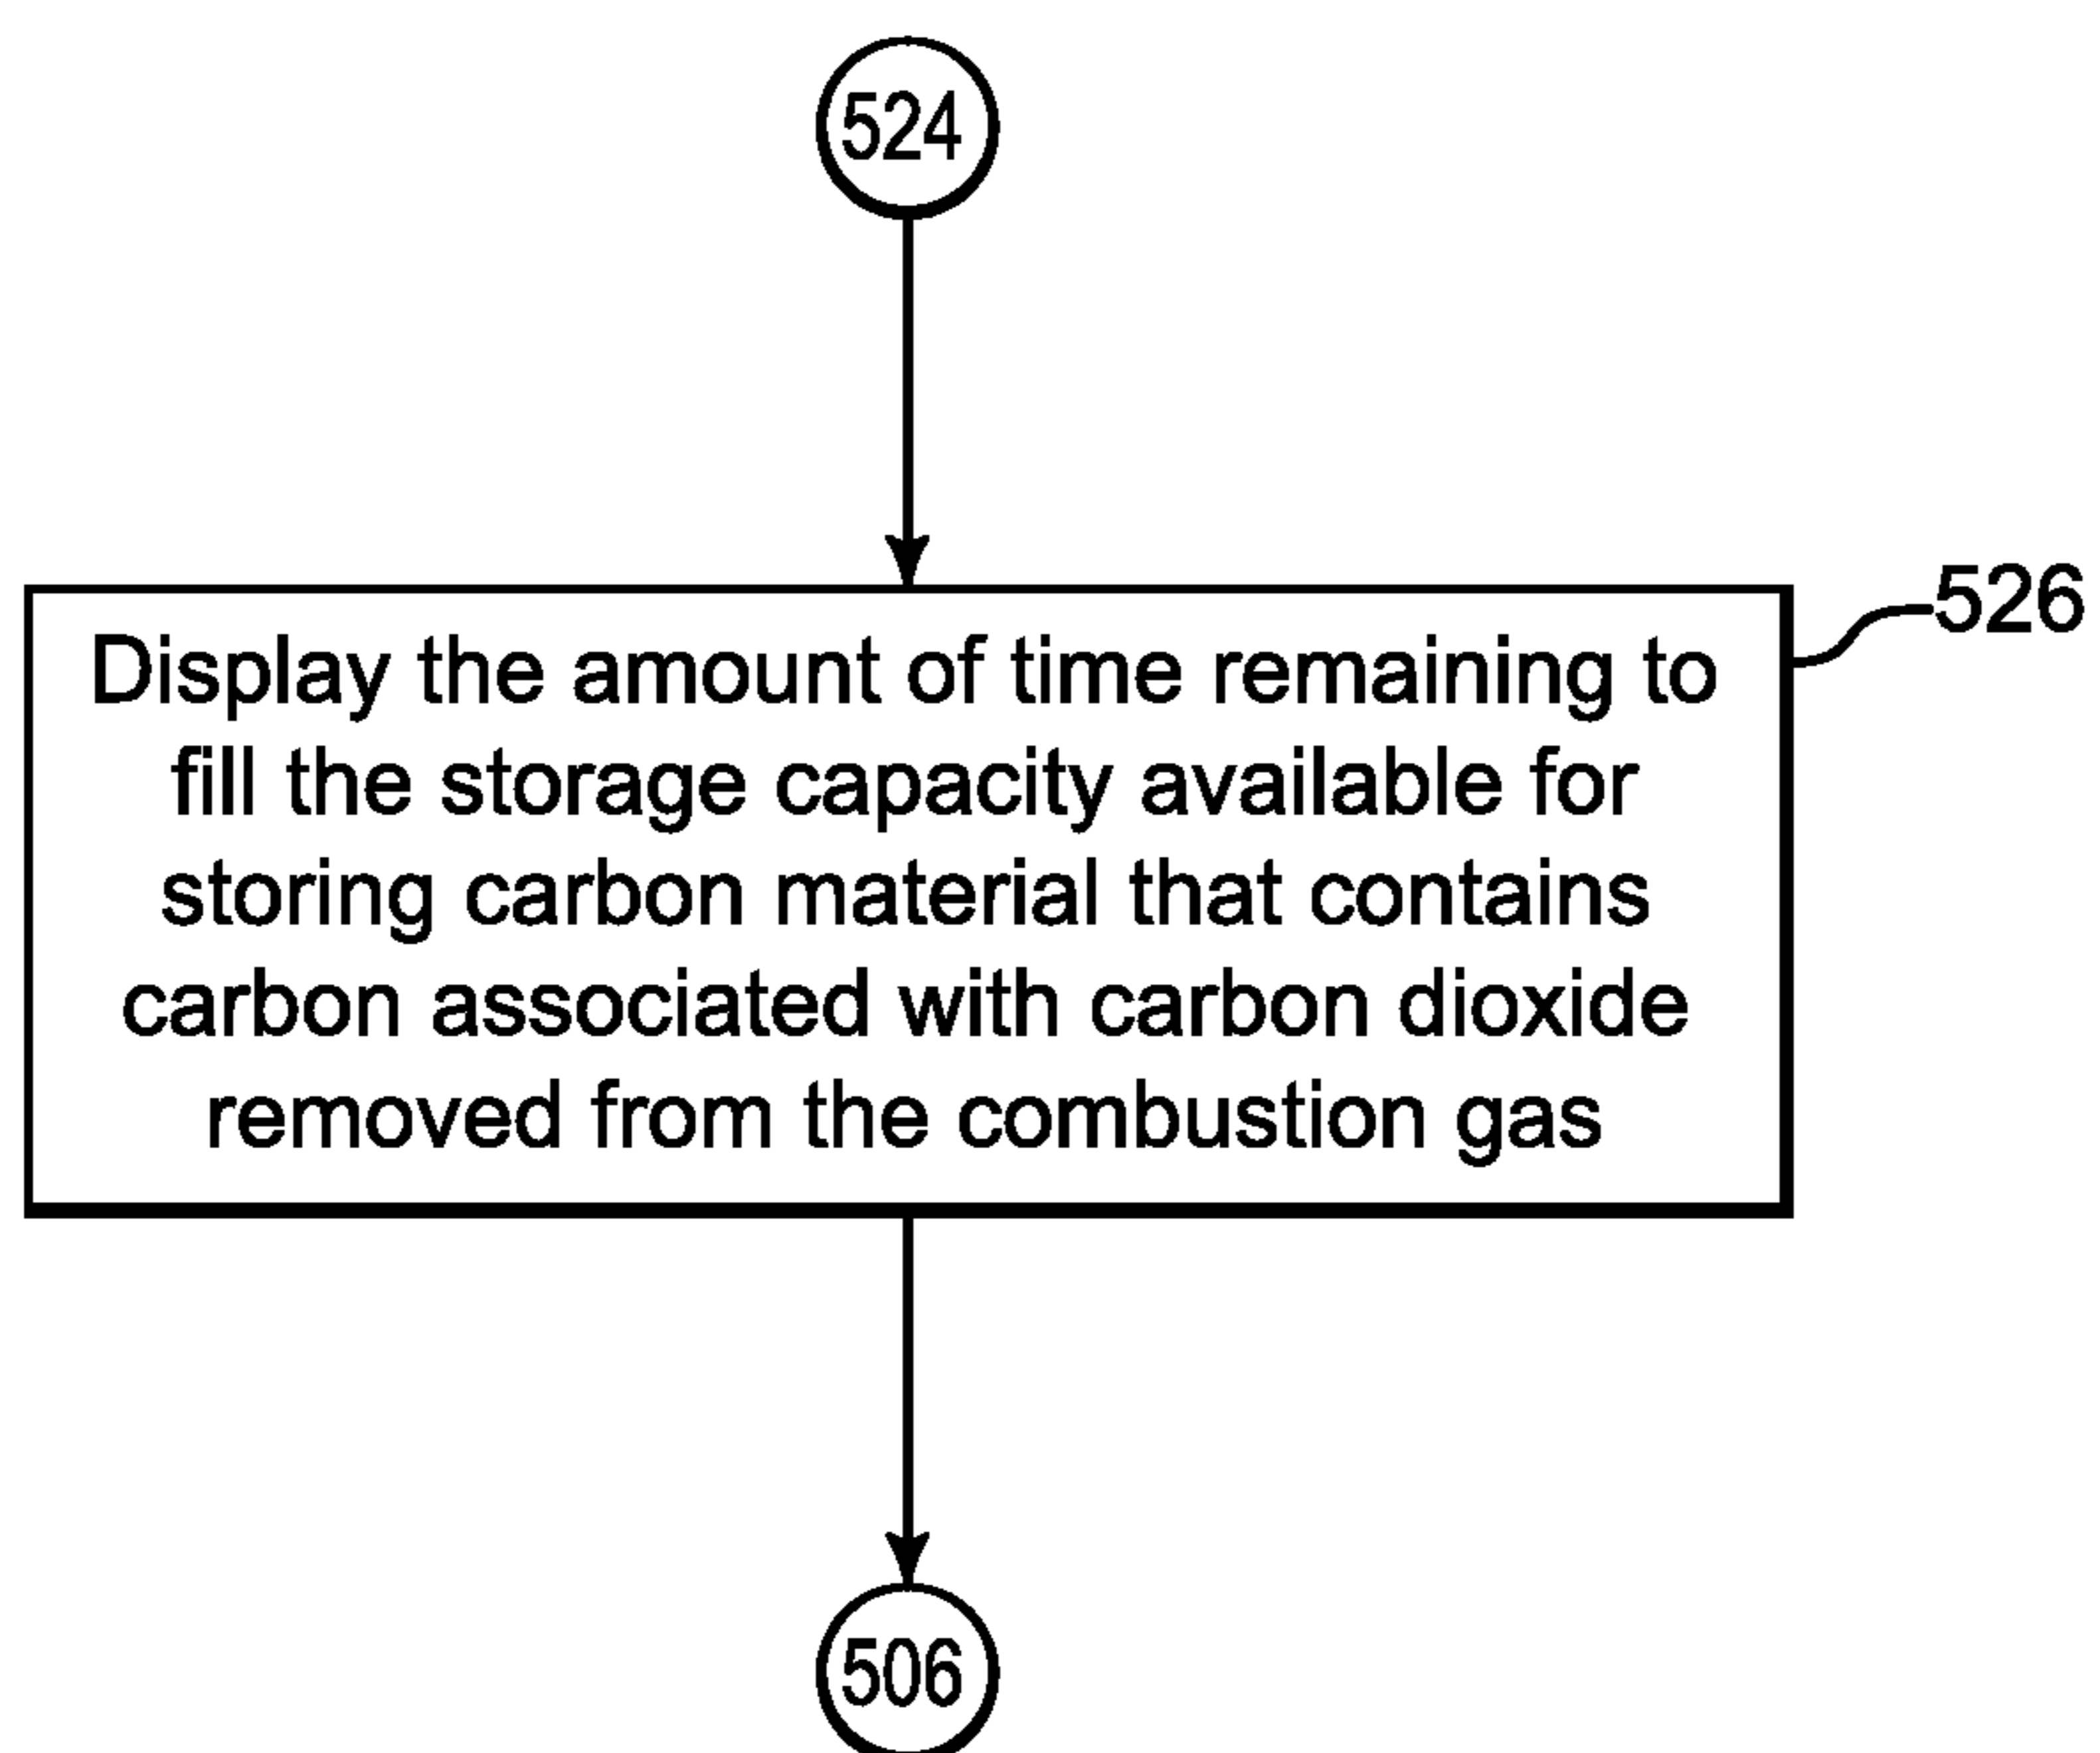 524
526
Display the amount of time remaining to
fill the storage capacity available for
storing carbon material that contains
carbon associated with carbon dioxide
removed from the combustion gas
506